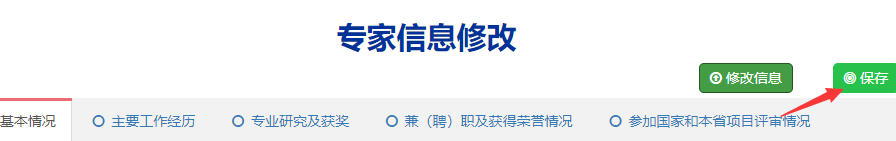 专家信息修改
修改信息 保存
基本情况 主要工作经历 专业研究及获奖 兼（聘）职及获得荣誉情况 参加国家和本省项目评审情况